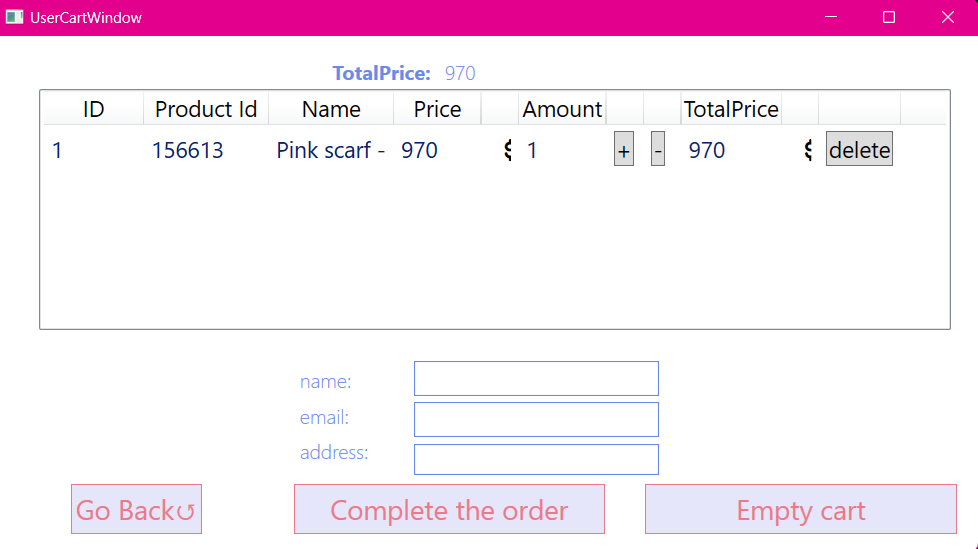 UserCartWindow
TotalPrice: 970
ID Product Id Name Price Amount TotalPrice
1 156613 Pink scarf - 970 $ 1 + - 970 $ delete
name:
email:
address:
Go Back↺ Complete the order Empty cart